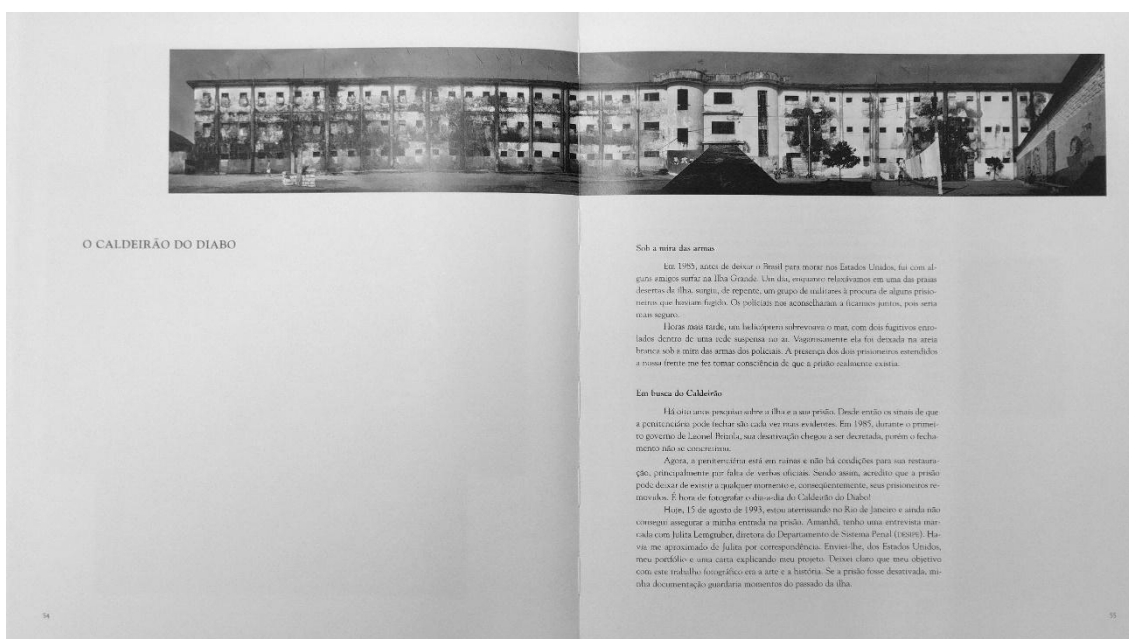 O CALDEIRÃO DO DIABO
Sob a mira das armas
Em 1985, antes de deixar o Brasil para morar nos Estados Unidos, fui com al-
guns amigos surfar na Ilha Grande. Um dia, enquanto relaxávamos em uma das praias
desertas da ilha, surgiu, de repente, um grupo de militares à procura de alguns prisio-
neiros que haviam fugido. Os policiais nos aconselharam a ficarmos juntos, pois seria
mais seguro.
Horas mais tarde, um helicóptero sobrevoava o mar, com dois fugitivos enro-
lados dentro de uma rede suspensa no ar. Vagarosamente ela foi deixada na areia
branca sob a mira das armas dos policiais. A presença dos dois prisioneiros estendidos
a nossa frente me fez tomar consciência de que a prisão realmente existia.
Em busca do Caldeirão
Há oito anos pesquiso sobre a ilha e a sua prisão. Desde então os sinais de que
a penitenciária pode fechar são cada vez mais evidentes. Em 1985, durante o primei-
ro governo de Leonel Brizola, sua desativação chegou a ser decretada, porém o fecha-
mento não se concretizou.
Agora, a penitenciária está em ruínas e não há condições para sua restaura-
ção, principalmente por falta de verbas oficiais. Sendo assim, acredito que a prisão
pode deixar de existir a qualquer momento e, conseqüentemente, seus prisioneiros re-
movidos. É hora de fotografar o dia-a-dia do Caldeirão do Diabo!
Hoje, 15 de agosto de 1993, estou aterrissando no Rio de Janeiro e ainda não
consegui assegurar a minha entrada na prisão. Amanhã, tenho uma entrevista mar-
cada com Julita Lemgruber, diretora do Departamento de Sistema Penal (DESIPE). Ha-
via me aproximado de Julita por correspondência. Enviei-lhe, dos Estados Unidos,
meu portfólio e uma carta explicando meu projeto. Deixei claro que meu objetivo
com este trabalho fotográfico era a arte e a história. Se a prisão fosse desativada, mi-
nha documentação guardaria momentos do passado da ilha.
54
55